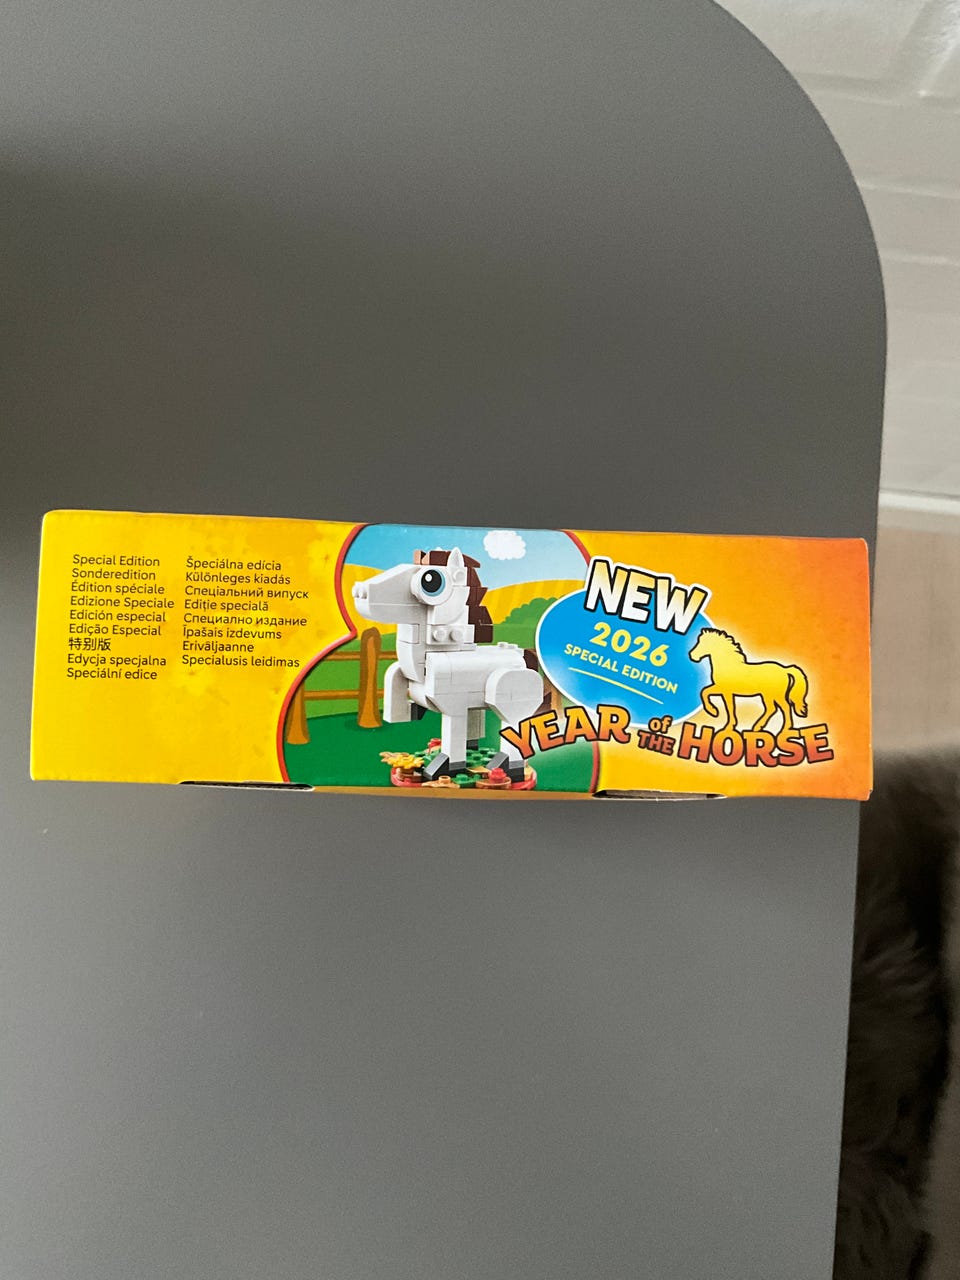 Special Edition
Sonderedition
Édition spéciale
Edizione Speciale
Edición especial
Edição Especial
特别版
Edycja specjalna
Speciální edice
Špeciálna edícia
Különleges kiadás
Спеціальний випуск
Ediție specială
Специално издание
Īpašais izdevums
Eriväljaanne
Specialusis leidimas
NEW
2026
SPECIAL EDITION
YEAR of THE HORSE